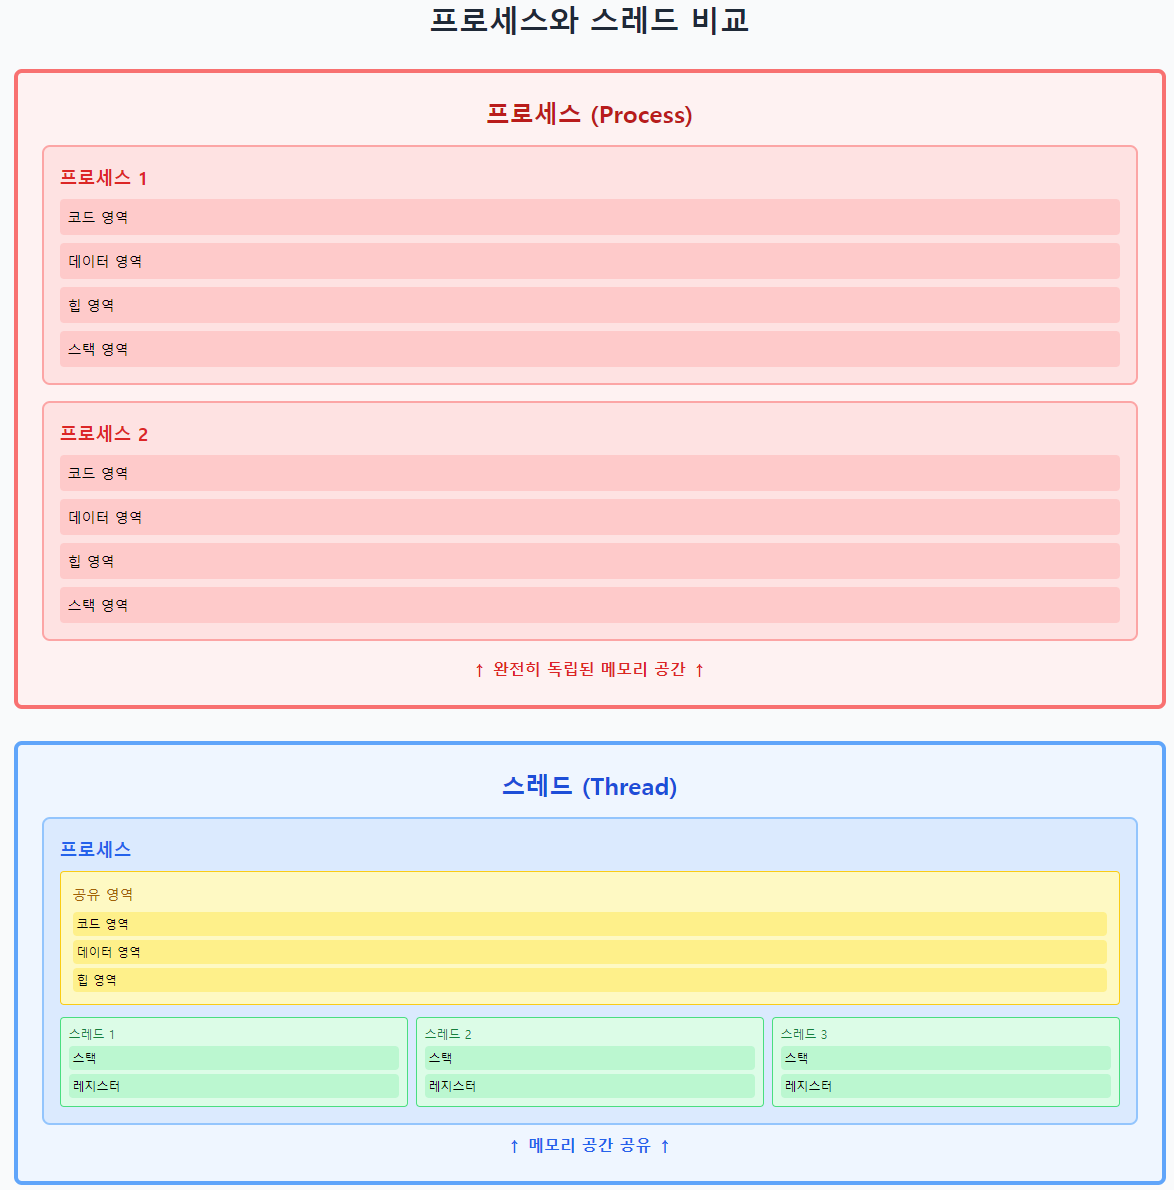 프로세스와 스레드 비교
프로세스 (Process)
프로세스 1
코드 영역
데이터 영역
힙 영역
스택 영역
프로세스 2
코드 영역
데이터 영역
힙 영역
스택 영역
↑ 완전히 독립된 메모리 공간 ↑
스레드 (Thread)
프로세스
공유 영역
코드 영역
데이터 영역
힙 영역
스레드 1
스택
레지스터
스레드 2
스택
레지스터
스레드 3
스택
레지스터
↑ 메모리 공간 공유 ↑